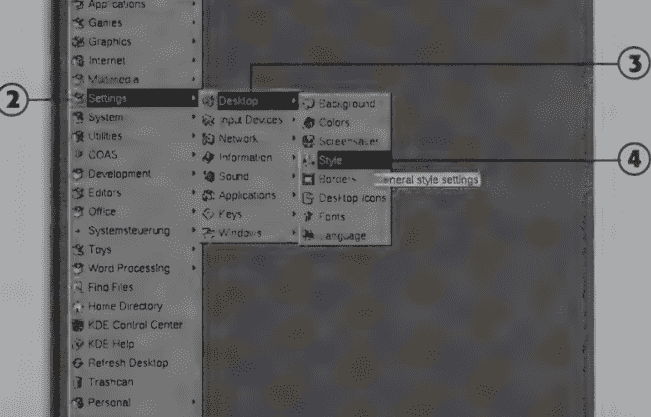 Applications
Games
Graphics
Internet
Multimedia
Settings
System
Utilities
COAS
Development
Editors
Office
Systemsteuerung
Toys
Word Processing
Find Files
Home Directory
KDE Control Center
KDE Help
Refresh Desktop
Trashcan
Personal
2
Desktop
Input Devices
Network
Information
Sound
Applications
Keys
Windows
3
Background
Colors
Screensaver
Style
Borders
Desktop Icons
Fonts
Language
eneral style settings
4